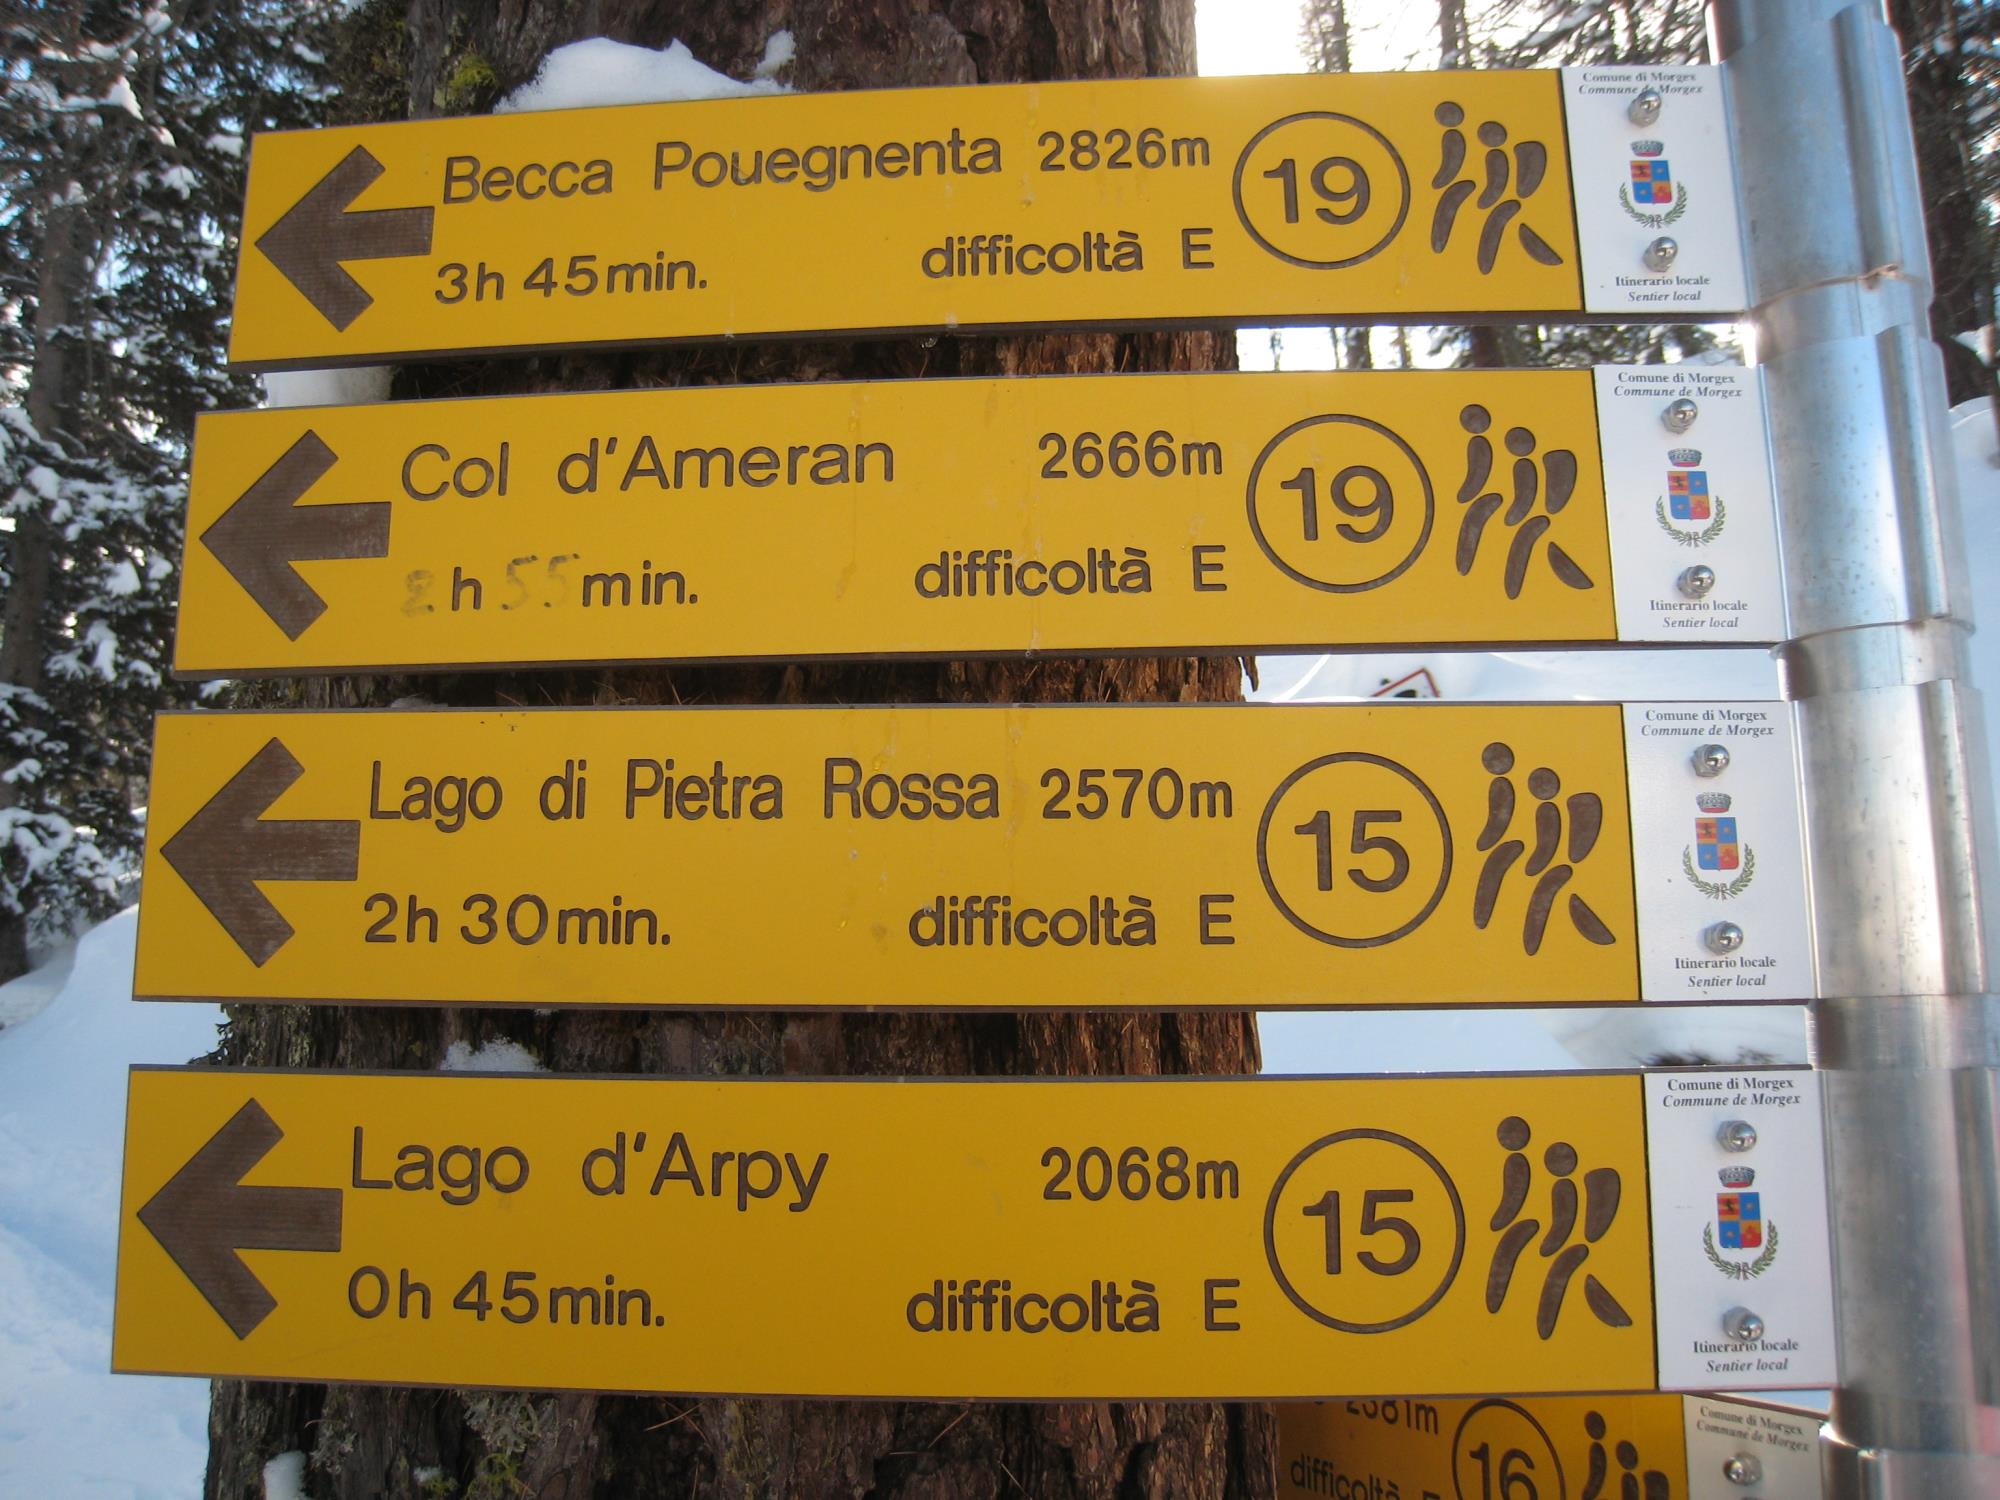 Becca Pouegnenta 2826m 19
3h 45min. difficoltà E
Comune di Morgex
Commune de Morgex
Itinerario locale
Sentier local
Col d'Ameran 2666m 19
2h 55min. difficoltà E
Comune di Morgex
Commune de Morgex
Itinerario locale
Sentier local
Lago di Pietra Rossa 2570m 15
2h 30min. difficoltà E
Comune di Morgex
Commune de Morgex
Itinerario locale
Sentier local
Lago d'Arpy 2068m 15
0h 45min. difficoltà E
Comune di Morgex
Commune de Morgex
Itinerario locale
Sentier local
2381m 16
difficoltà
Comune di Morgex
Commune de Morgex